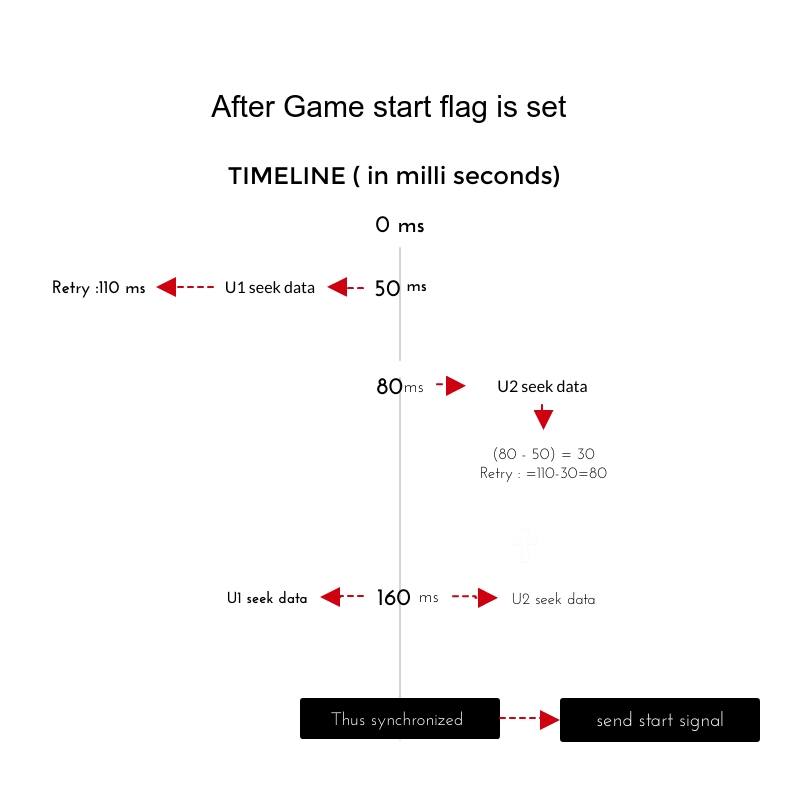 After Game start flag is set
TIMELINE ( in milli seconds)
0 ms
Retry :110 ms
U1 seek data
50 ms
80ms
U2 seek data
(80 - 50) = 30
Retry : =110-30=80
U1 seek data
160 ms
U2 seek data
Thus synchronized
send start signal